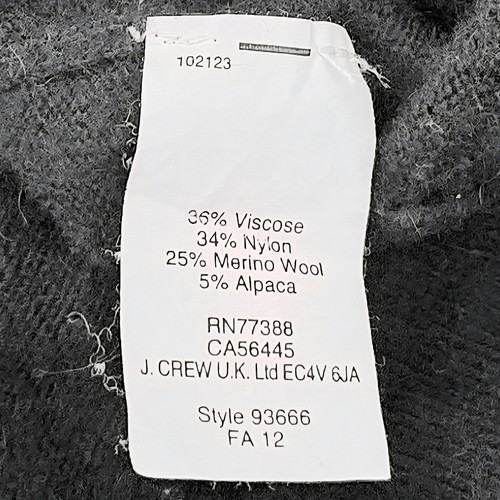 102123
36% Viscose
34% Nylon
25% Merino Wool
5% Alpaca
RN77388
CA56445
J. CREW U.K. Ltd EC4V 6JA
Style 93666
FA 12